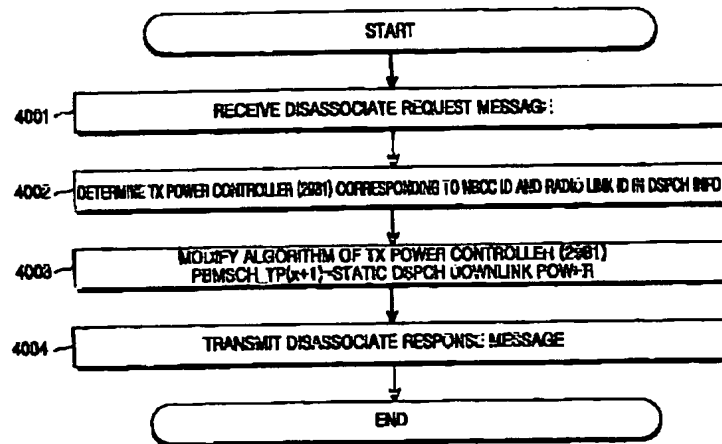 START
4001
RECEIVE DISASSOCIATE REQUEST MESSAGE
4002
DETERMINE TX POWER CONTROLLER (2981) CORRESPONDING TO NBCC ID AND RADIO LINK ID IN DSPCH INFO
4003
MODIFY ALGORITHM OF TX POWER CONTROLLER (2981)
PBMSCH_TP(x+1)=STATIC DSPCH DOWNLINK POWER
4004
TRANSMIT DISASSOCIATE RESPONSE MESSAGE
END